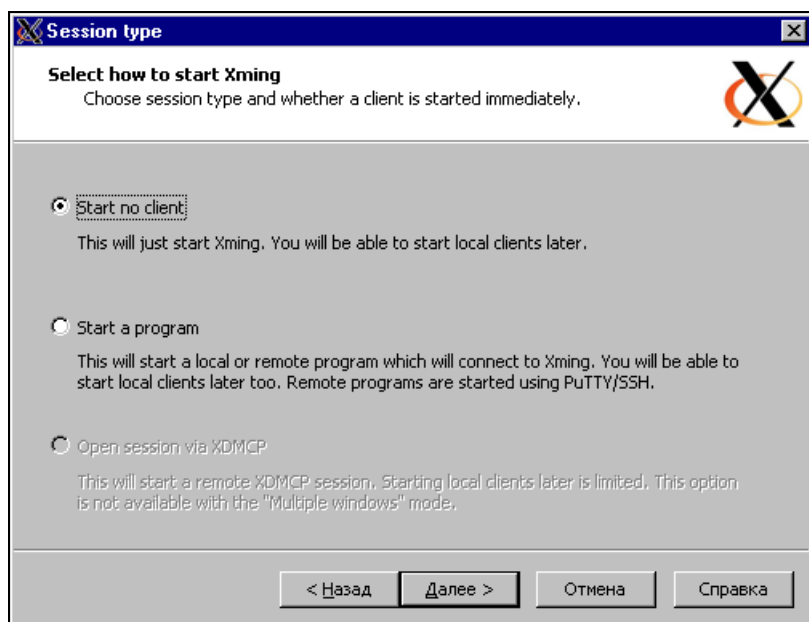 Session type
Select how to start Xming
Choose session type and whether a client is started immediately.
Start no client
This will just start Xming. You will be able to start local clients later.
Start a program
This will start a local or remote program which will connect to Xming. You will be able to
start local clients later too. Remote programs are started using PuTTY/SSH.
Open session via XDMCP
This will start a remote XDMCP session. Starting local clients later is limited. This option
is not available with the "Multiple windows" mode.
< Назад Далее > Отмена Справка